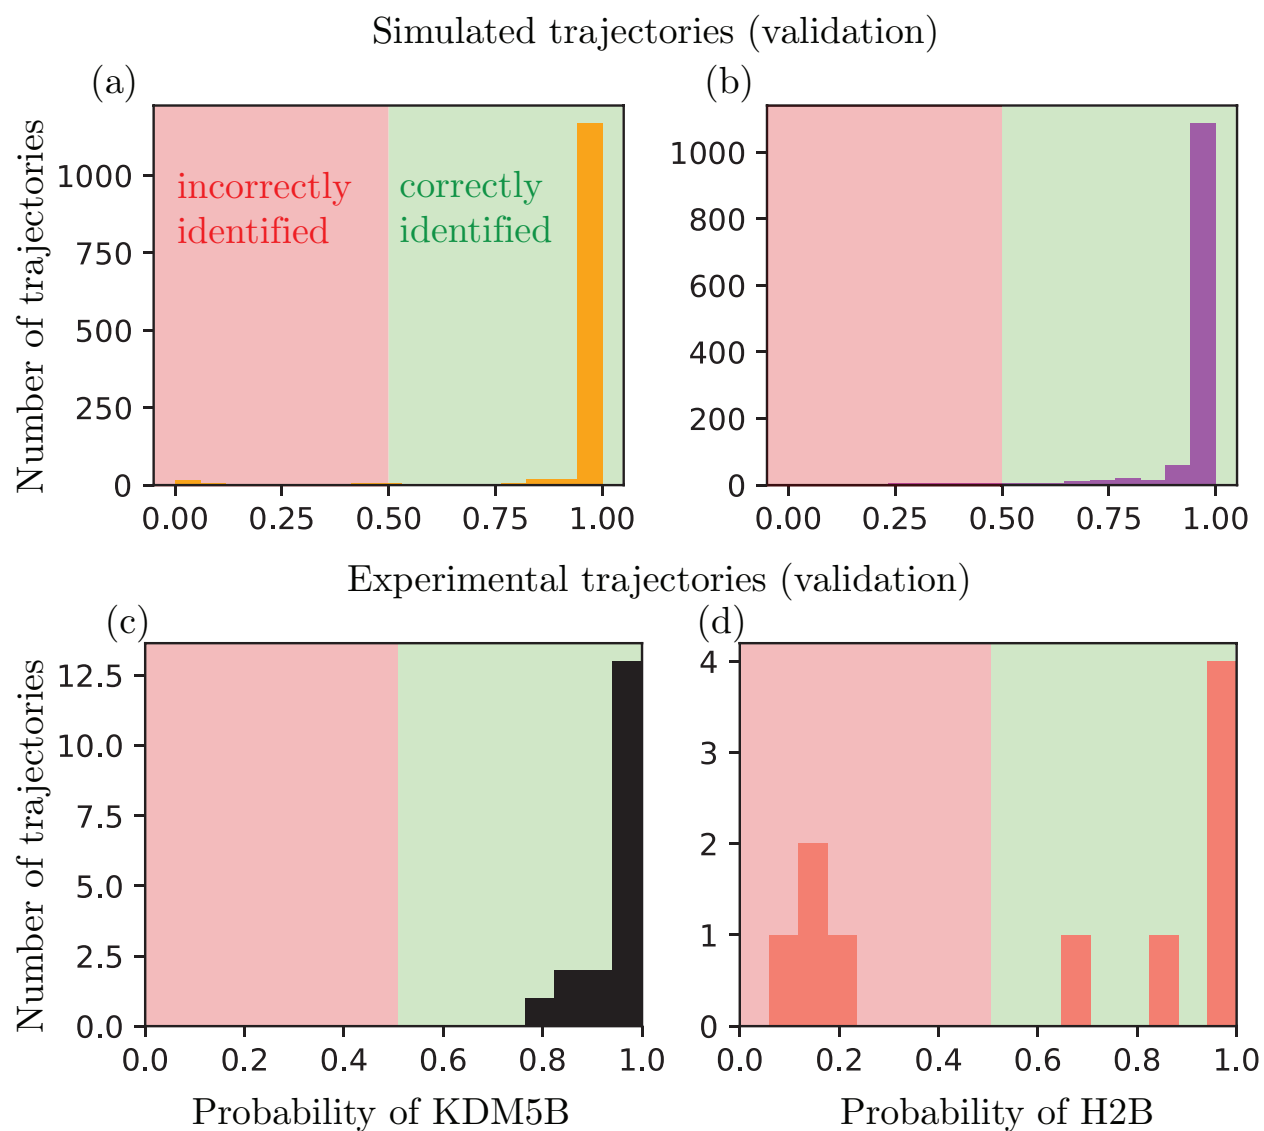 Simulated trajectories (validation)
(a)
(b)
Number of trajectories
1000
750
500
250
0
incorrectly
identified
correctly
identified
0.00 0.25 0.50 0.75 1.00
1000
800
600
400
200
0
0.00 0.25 0.50 0.75 1.00
Experimental trajectories (validation)
(c)
(d)
Number of trajectories
12.5
10.0
7.5
5.0
2.5
0.0
0.0 0.2 0.4 0.6 0.8 1.0
Probability of KDM5B
4
3
2
1
0
0.0 0.2 0.4 0.6 0.8 1.0
Probability of H2B